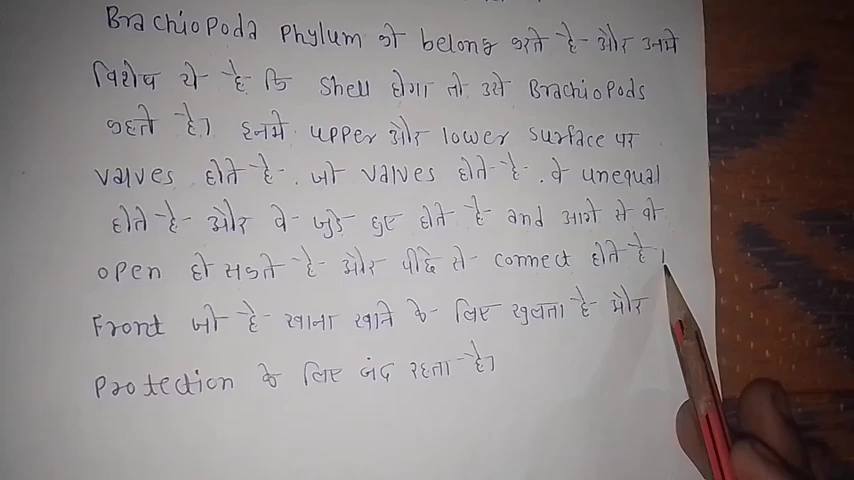 Brachiopoda Phylum को belong करते है और उनमे
विशेष ये है कि Shell होगा तो उसे Brachiopods
कहते है। इनमे upper और lower surface पर
valves होते है. जो valves होते है. वे unequal
होते है और वे जुड़े हुए होते है and आगे से वो
open हो सकते है और पीछे से connect होते है।
Front जो है खाना खाने के लिए खुलता है और
Protection के लिए बंद रहता है।